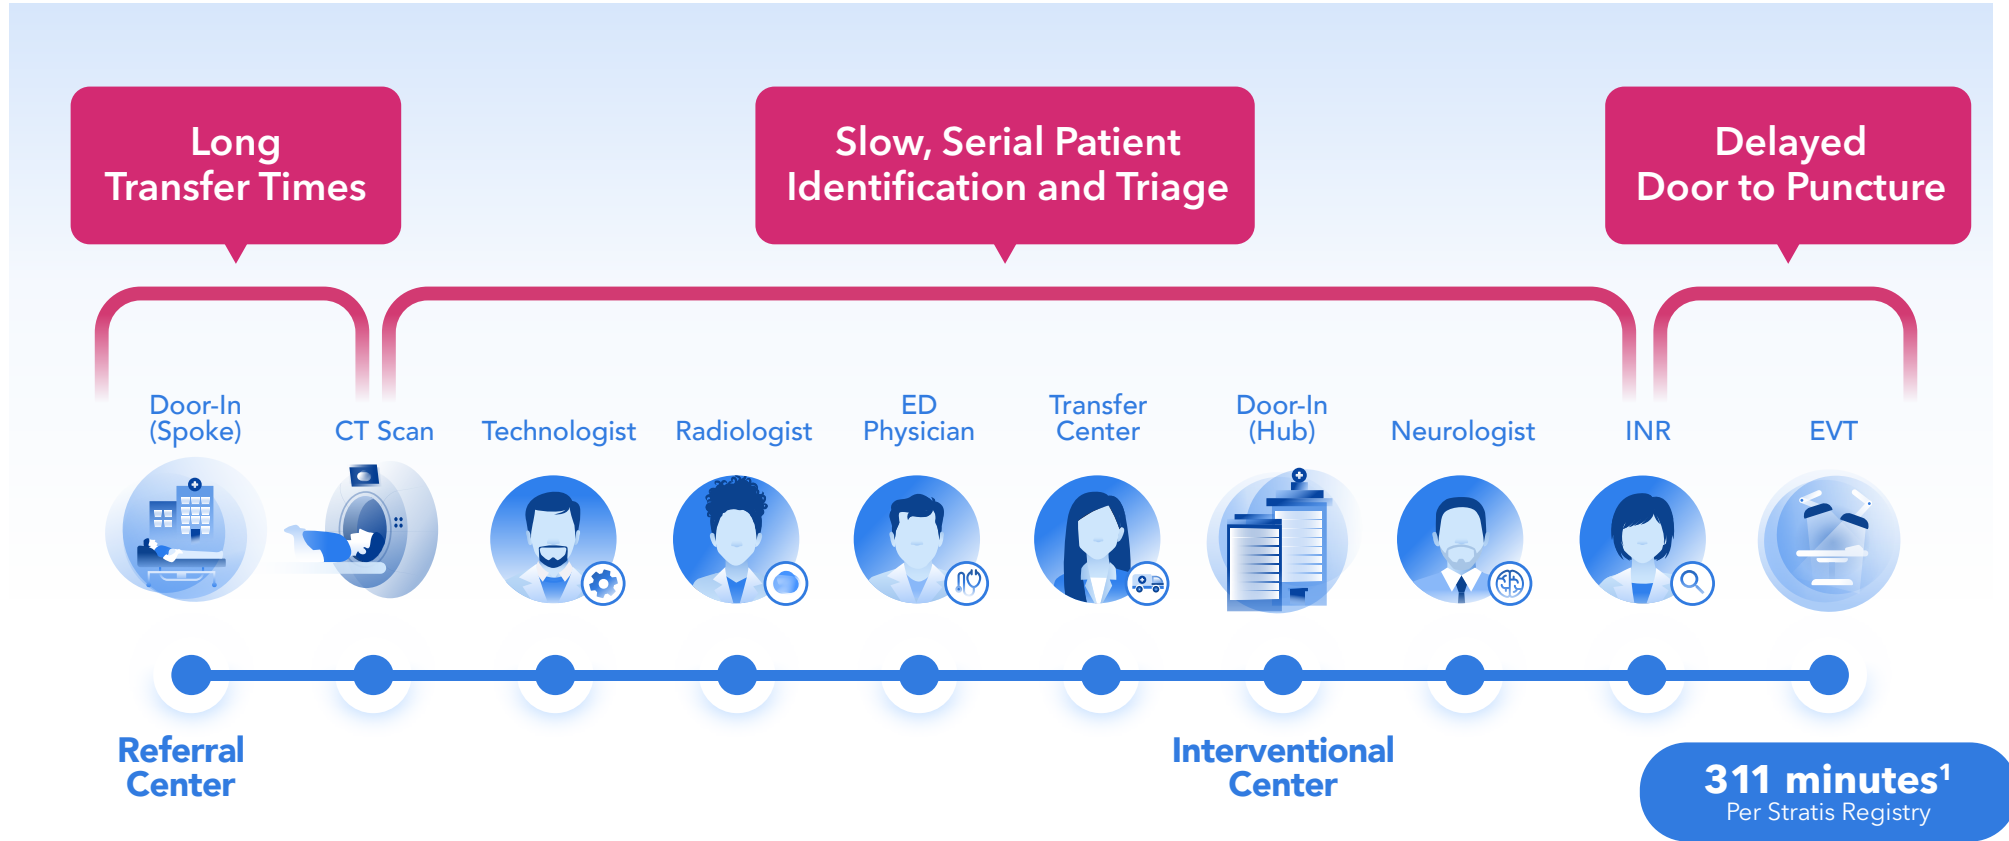 Long
Transfer Times
Slow, Serial Patient
Identification and Triage
Delayed
Door to Puncture
Door-In
(Spoke)
CT Scan
Technologist
Radiologist
ED
Physician
Transfer
Center
Door-In
(Hub)
Neurologist
INR
EVT
Referral
Center
Interventional
Center
311 minutes¹
Per Stratis Registry